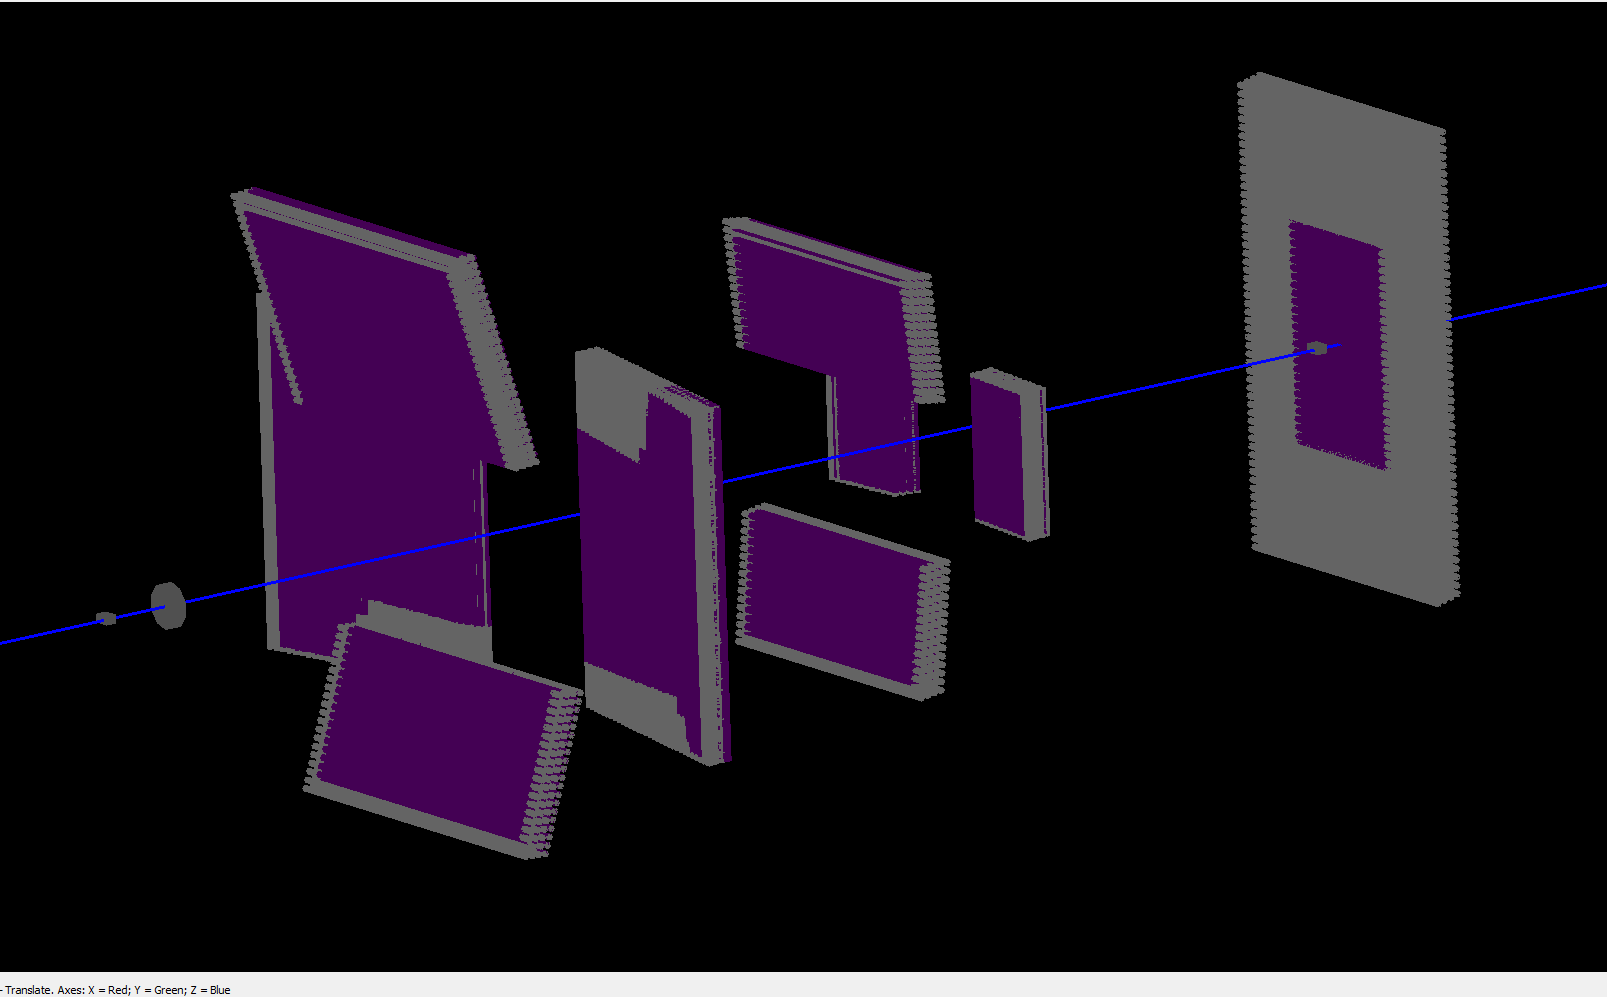 - Translate. Axes: X = Red; Y = Green; Z = Blue